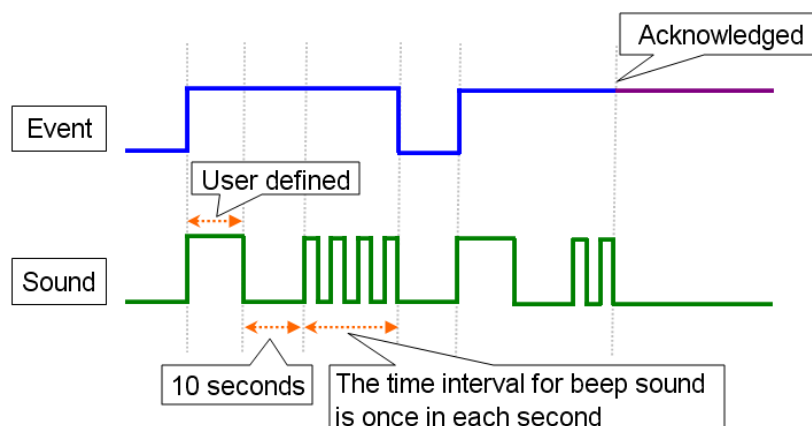 Acknowledged
Event
User defined
Sound
10 seconds
The time interval for beep sound
is once in each second